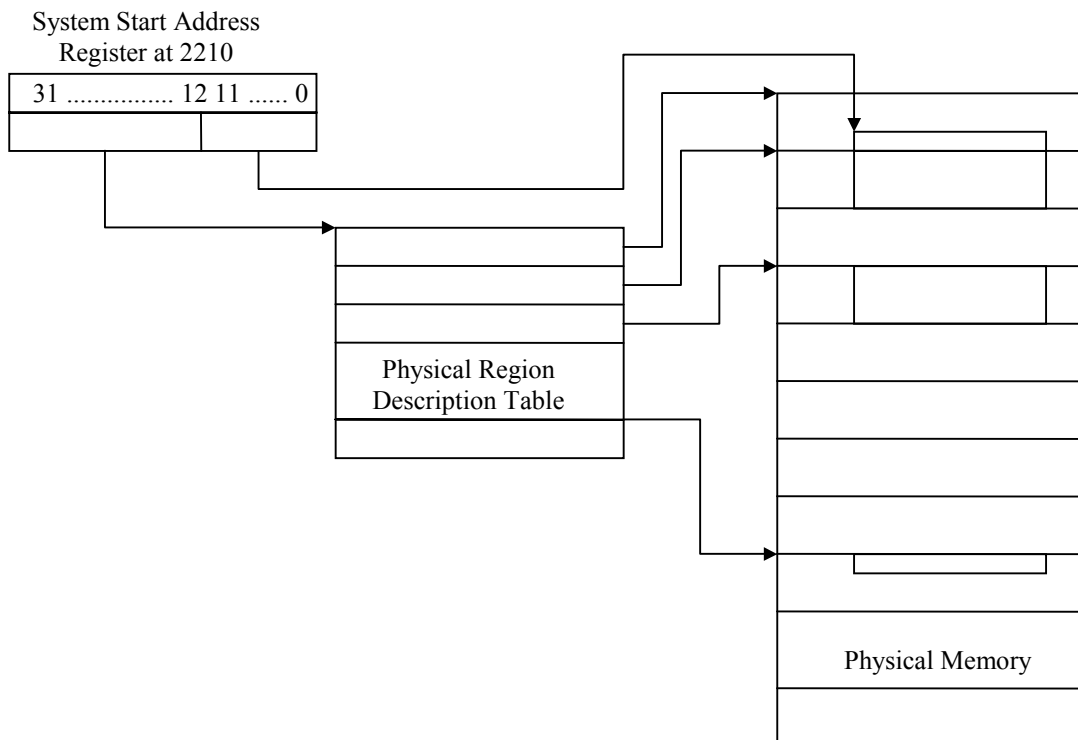 System Start Address
Register at 2210
31 ................ 12 11 ...... 0
Physical Region
Description Table
Physical Memory